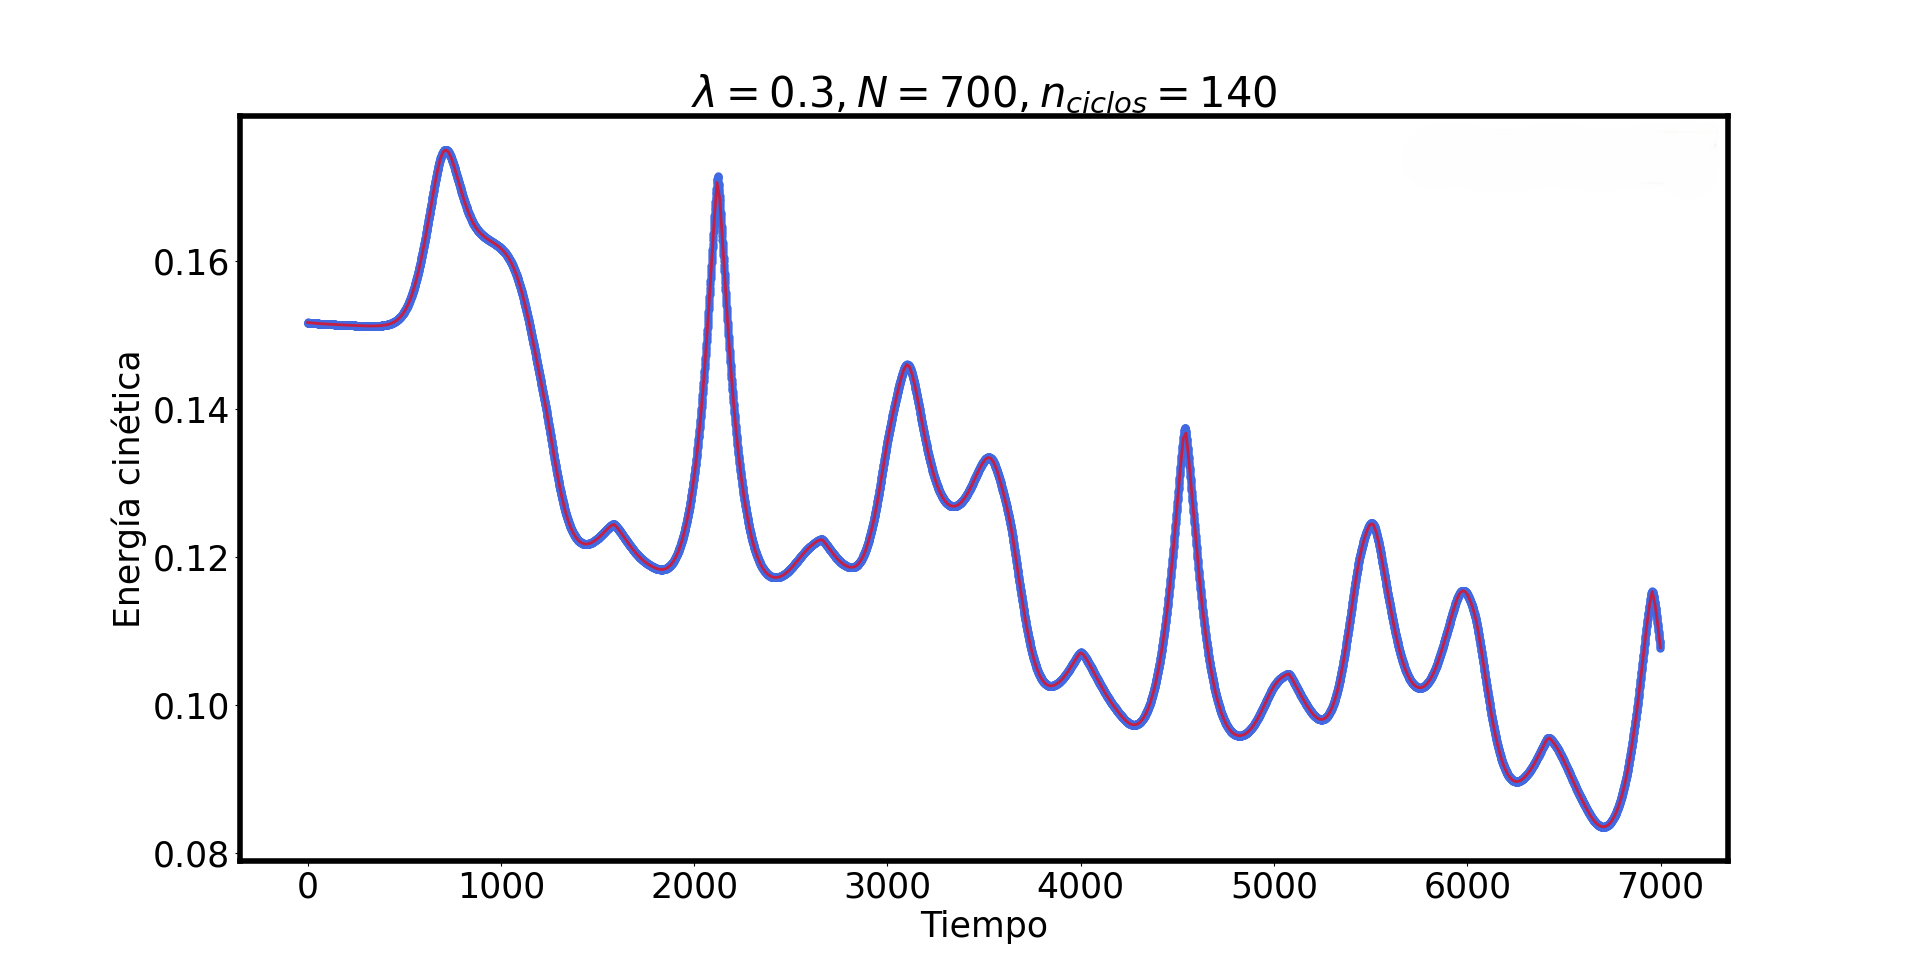 λ = 0.3, N = 700, n_ciclos = 140
Energía cinética
0.16
0.14
0.12
0.10
0.08
0 1000 2000 3000 4000 5000 6000 7000
Tiempo